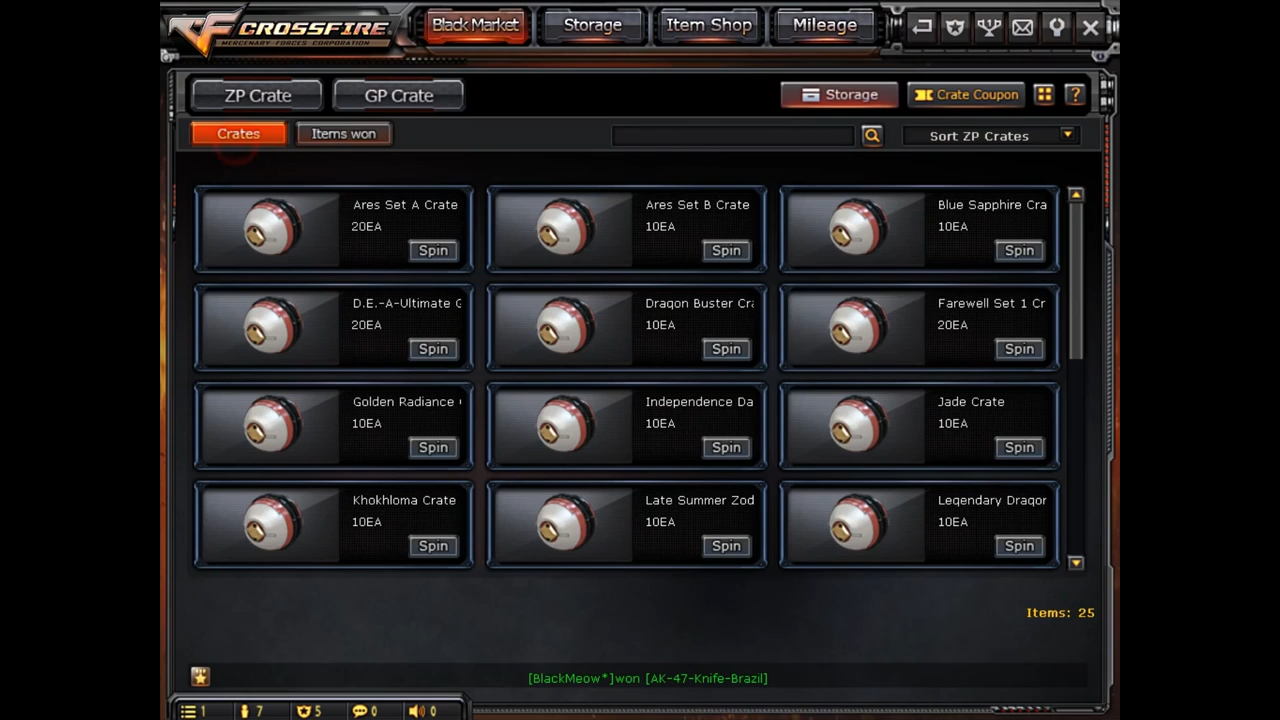 CROSSFIRE
MERCENARY FORCES CORPORATION
Black Market
Storage
Item Shop
Mileage
ZP Crate
GP Crate
Storage
Crate Coupon
?
Crates
Items won
Sort ZP Crates
Ares Set A Crate
20EA
Spin
Ares Set B Crate
10EA
Spin
Blue Sapphire Cra
10EA
Spin
D.E.-A-Ultimate G
20EA
Spin
Dragon Buster Cra
10EA
Spin
Farewell Set 1 Cr
20EA
Spin
Golden Radiance
10EA
Spin
Independence Da
10EA
Spin
Jade Crate
10EA
Spin
Khokhloma Crate
10EA
Spin
Late Summer Zod
10EA
Spin
Legendary Dragor
10EA
Spin
Items: 25
[BlackMeow*]won [AK-47-Knife-Brazil]
1
7
5
0
0